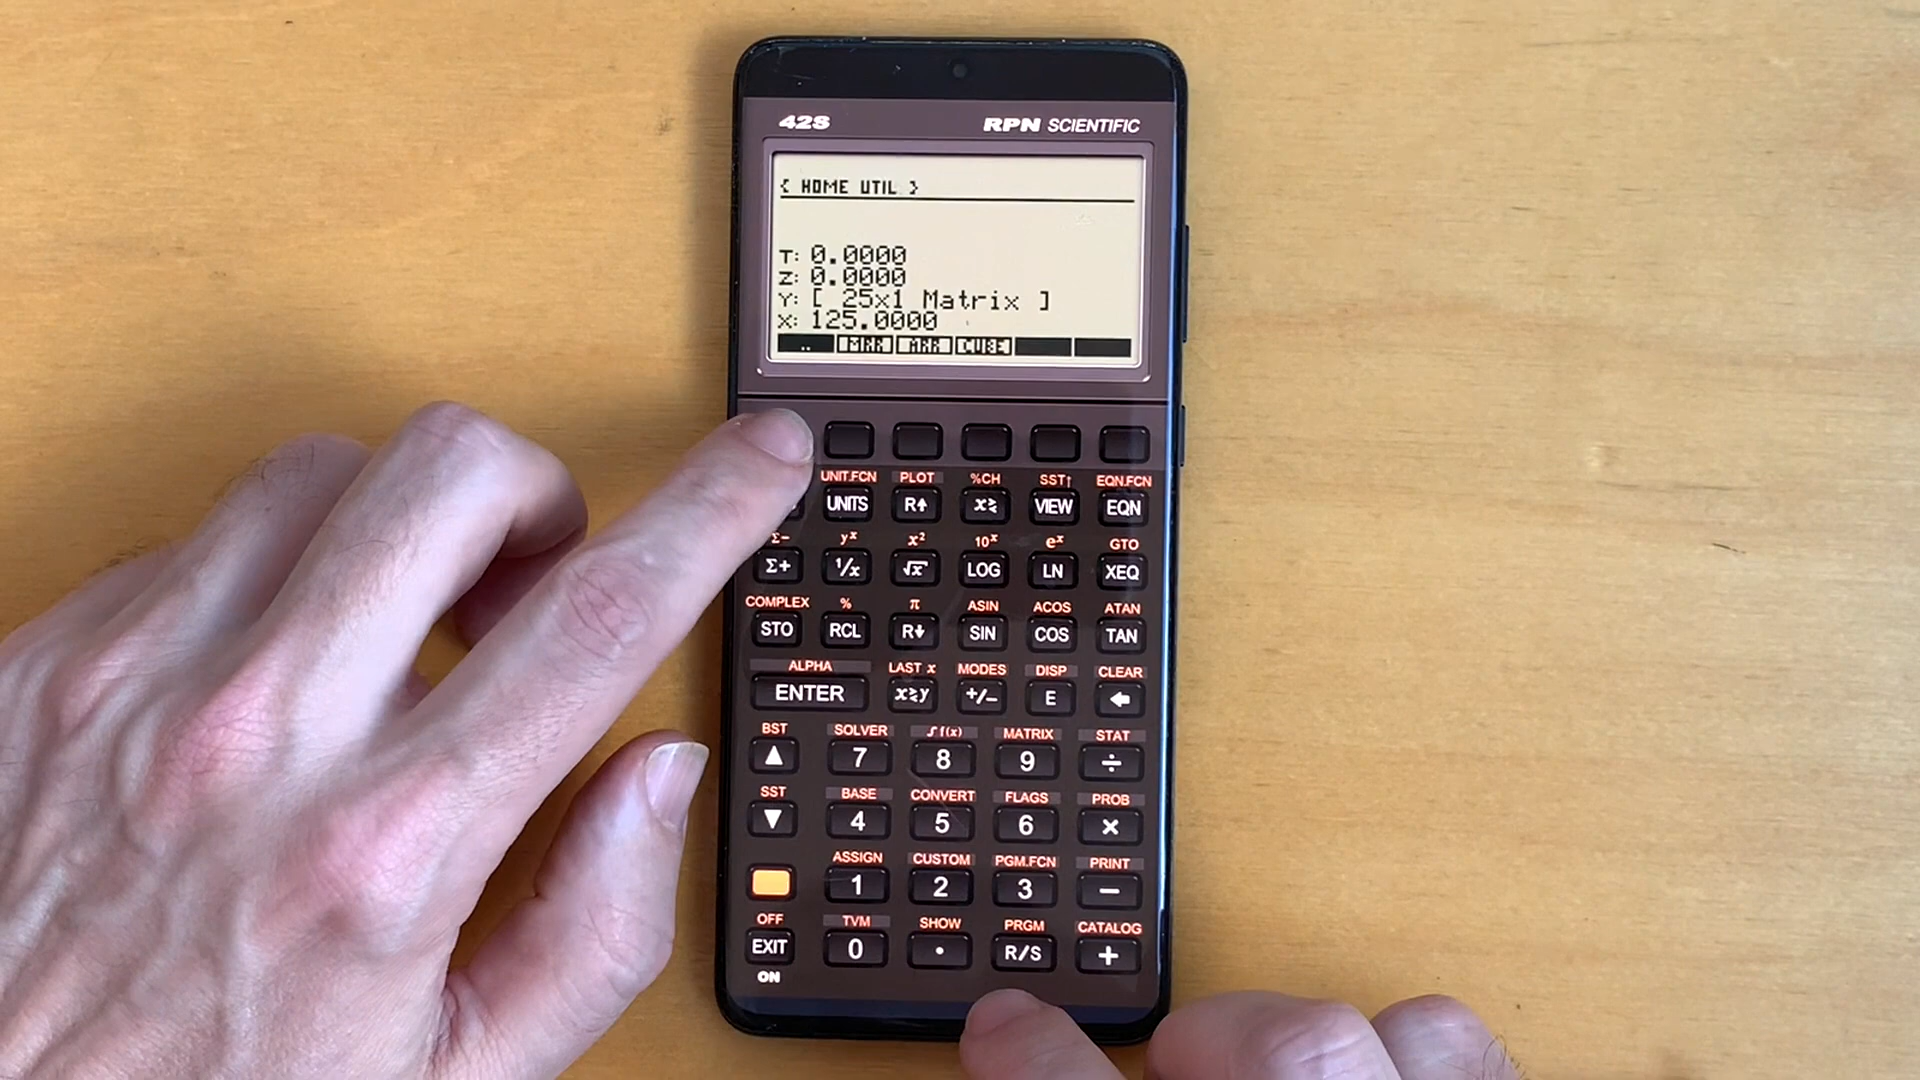 42S RPN SCIENTIFIC
{ HOME UTIL }
T: 0.0000
Z: 0.0000
Y: [ 25x1 Matrix ]
X: 125.0000
.. MRR ARR CUBE
UNIT.FCN PLOT %CH SST↑ EQN.FCN
UNITS R↑ x≷ VIEW EQN
Σ− yˣ x² 10ˣ eˣ GTO
Σ+ 1/x √x LOG LN XEQ
COMPLEX % π ASIN ACOS ATAN
STO RCL R↓ SIN COS TAN
ALPHA LAST x MODES DISP CLEAR
ENTER x≷y +/− E ←
BST SOLVER ∫f(x) MATRIX STAT
▲ 7 8 9 ÷
SST BASE CONVERT FLAGS PROB
▼ 4 5 6 ×
ASSIGN CUSTOM PGM.FCN PRINT
1 2 3 −
OFF TVM SHOW PRGM CATALOG
EXIT 0 . R/S +
ON